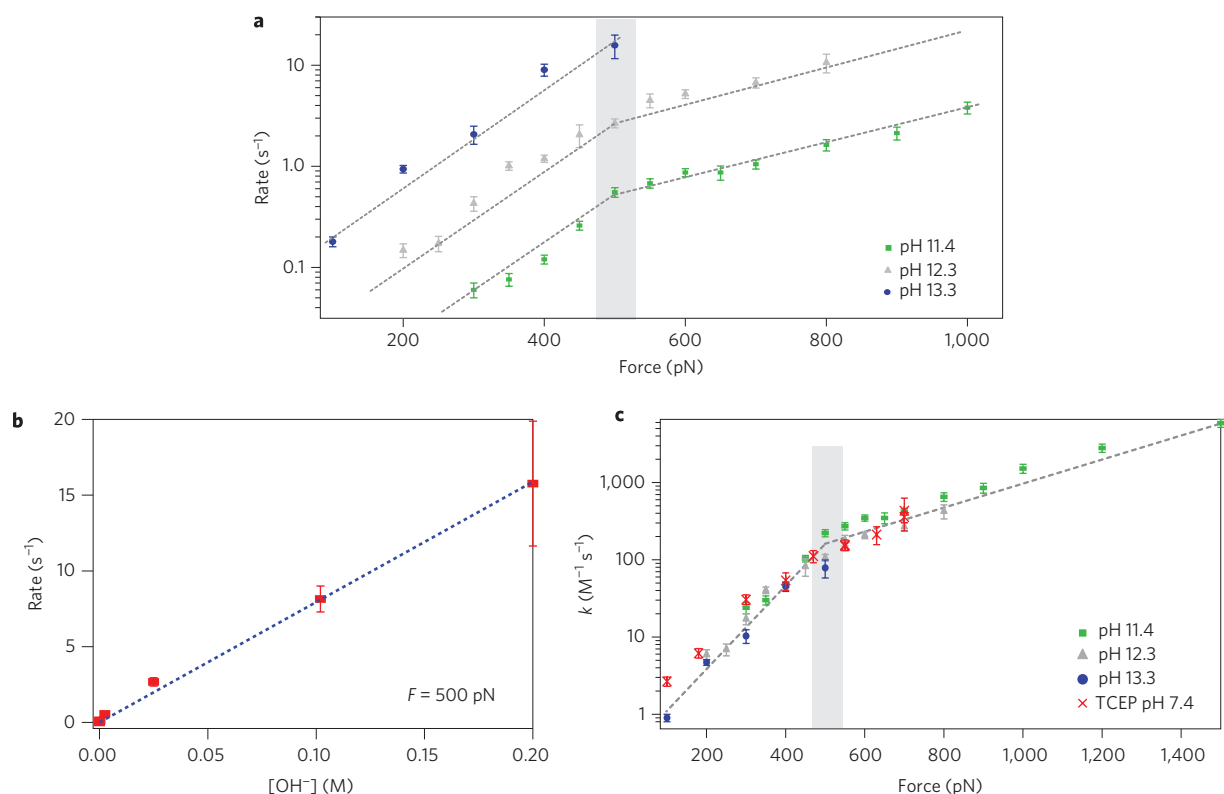 a
Rate (s⁻¹)
10
1.0
0.1
pH 11.4
pH 12.3
pH 13.3
200
400
600
800
1,000
Force (pN)
b
Rate (s⁻¹)
20
15
10
5
0
F = 500 pN
0.00
0.05
0.10
0.15
0.20
[OH⁻] (M)
c
k (M⁻¹ s⁻¹)
1,000
100
10
1
pH 11.4
pH 12.3
pH 13.3
TCEP pH 7.4
200
400
600
800
1,000
1,200
1,400
Force (pN)